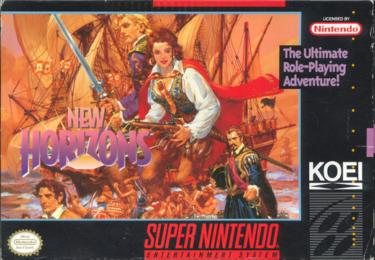 LICENSED BY
Nintendo
The Ultimate
Role-Playing
Adventure!
NEW
HORIZONS
KOEI
SUPER NINTENDO
ENTERTAINMENT SYSTEM